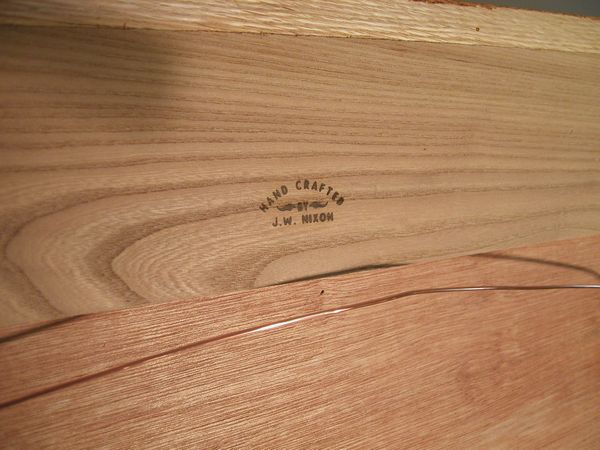 HAND CRAFTED
BY
J.W. NIXON